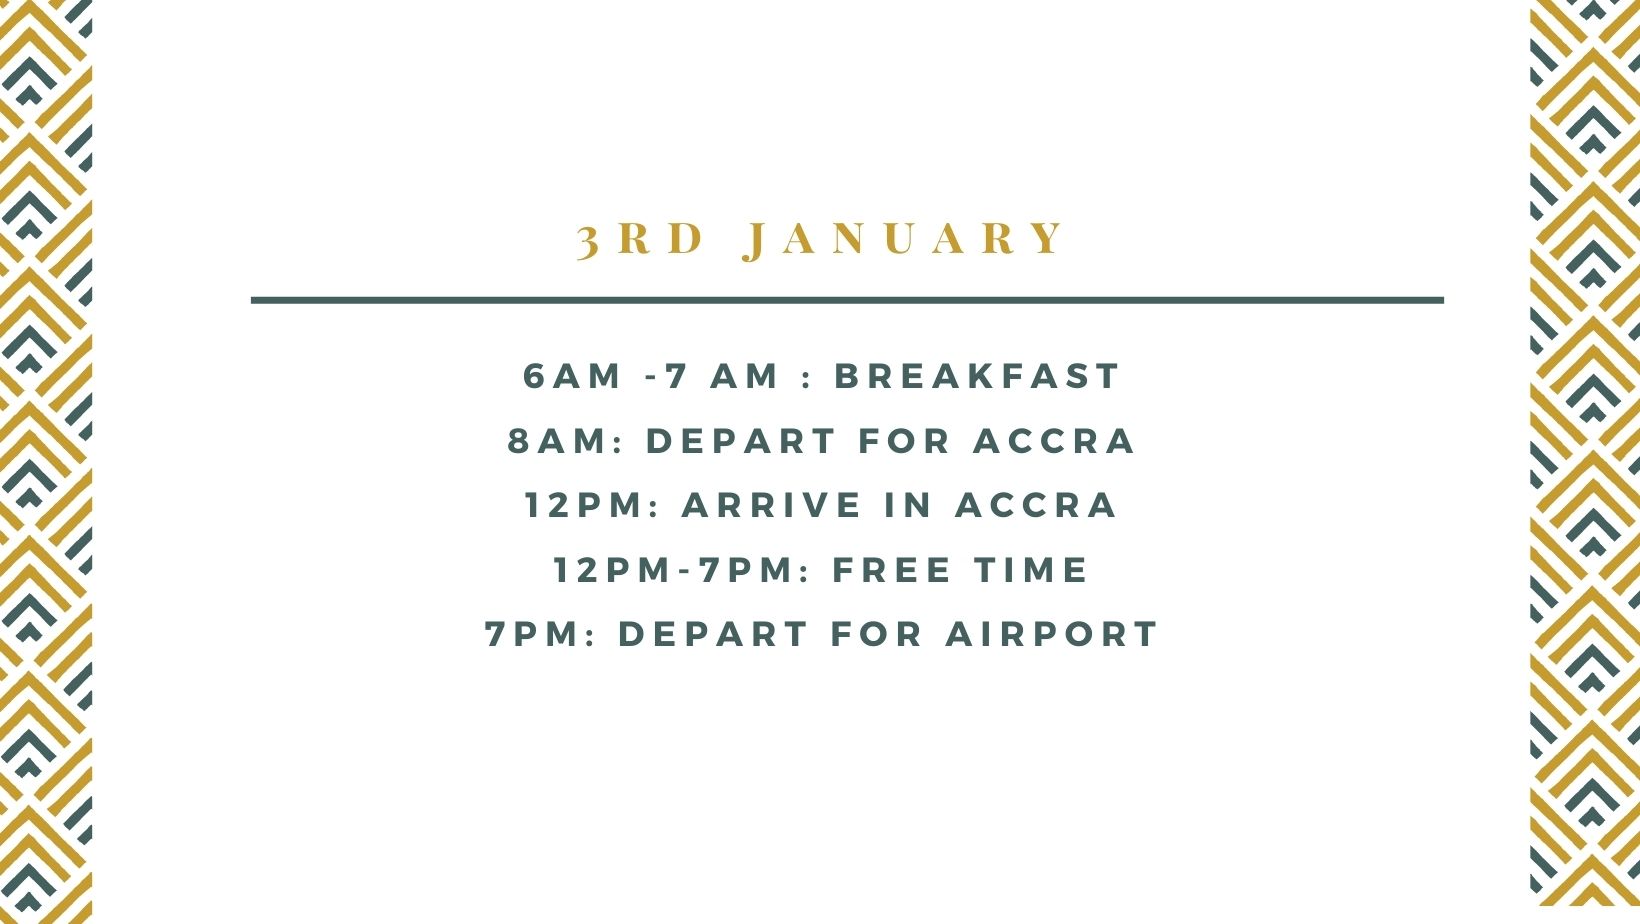 3RD JANUARY
6AM -7 AM : BREAKFAST
8AM: DEPART FOR ACCRA
12PM: ARRIVE IN ACCRA
12PM-7PM: FREE TIME
7PM: DEPART FOR AIRPORT